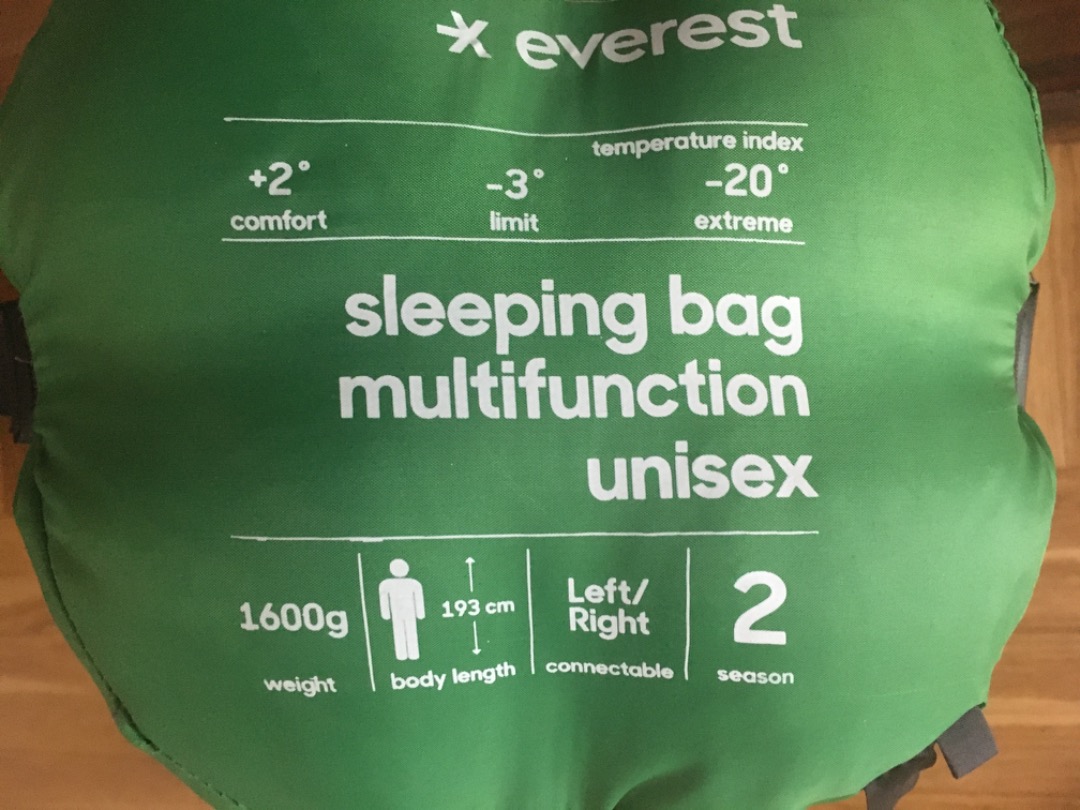 everest
temperature index
+2° -3° -20°
comfort limit extreme
sleeping bag
multifunction
unisex
1600g
weight
193 cm
body length
Left/
Right
connectable
2
season